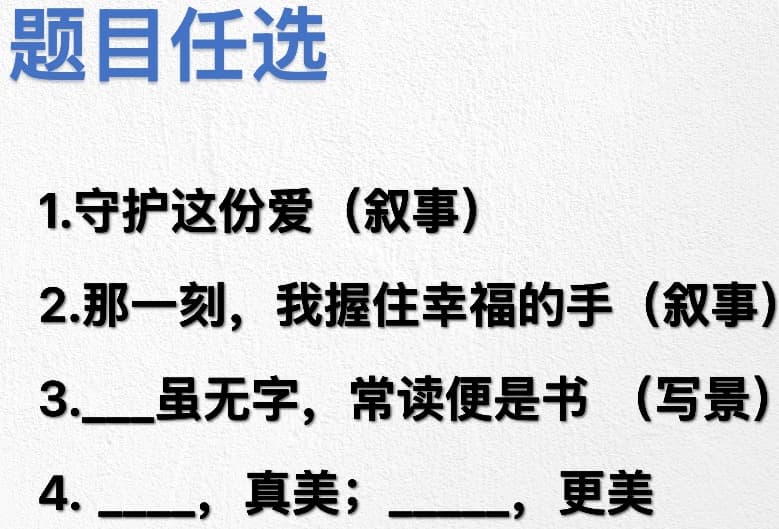 题目任选
1.守护这份爱（叙事）
2.那一刻，我握住幸福的手（叙事）
3.___虽无字，常读便是书 （写景）
4. ____，真美；_____，更美